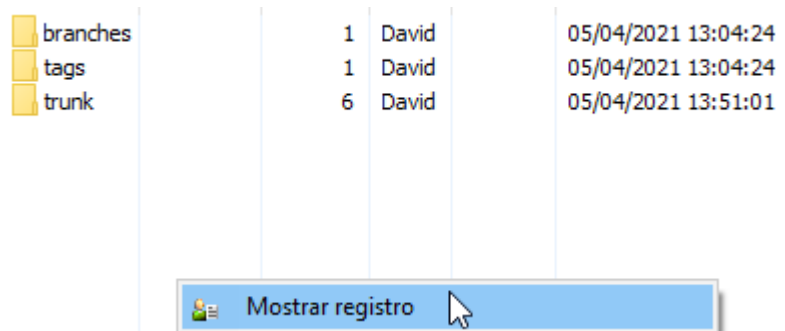 branches 1 David 05/04/2021 13:04:24
tags 1 David 05/04/2021 13:04:24
trunk 6 David 05/04/2021 13:51:01
Mostrar registro